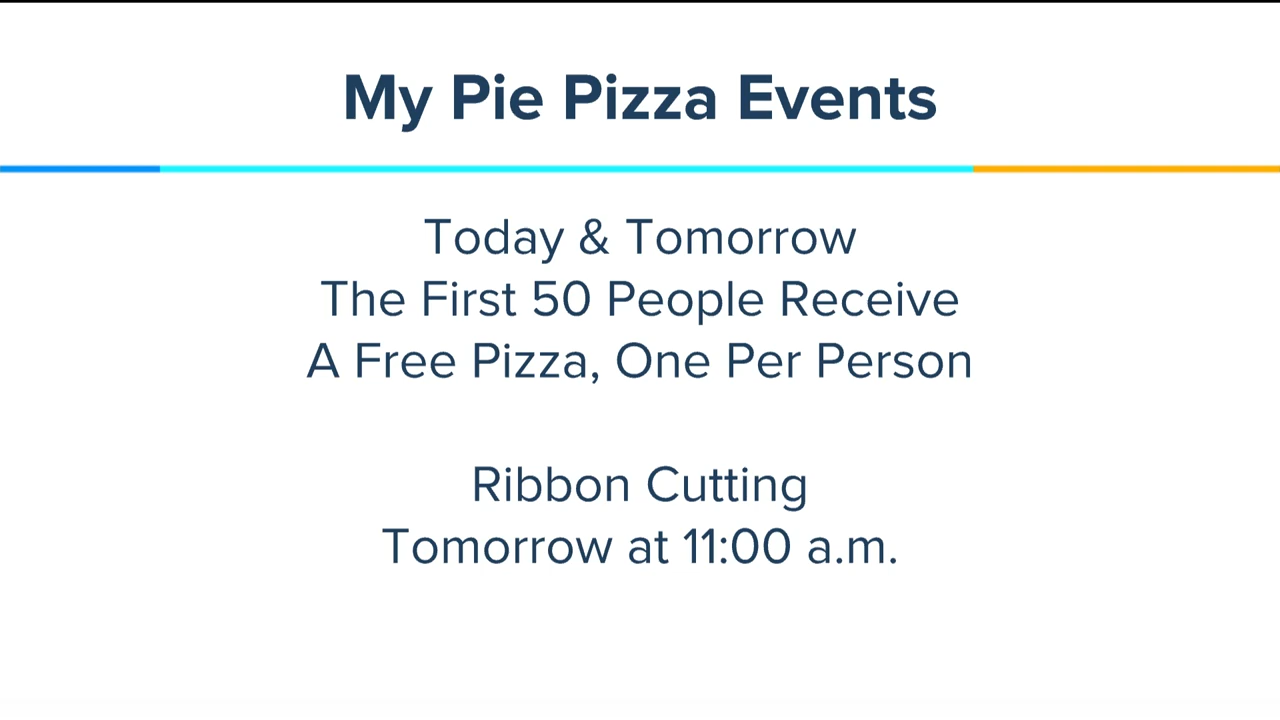 My Pie Pizza Events
Today & Tomorrow
The First 50 People Receive
A Free Pizza, One Per Person
Ribbon Cutting
Tomorrow at 11:00 a.m.